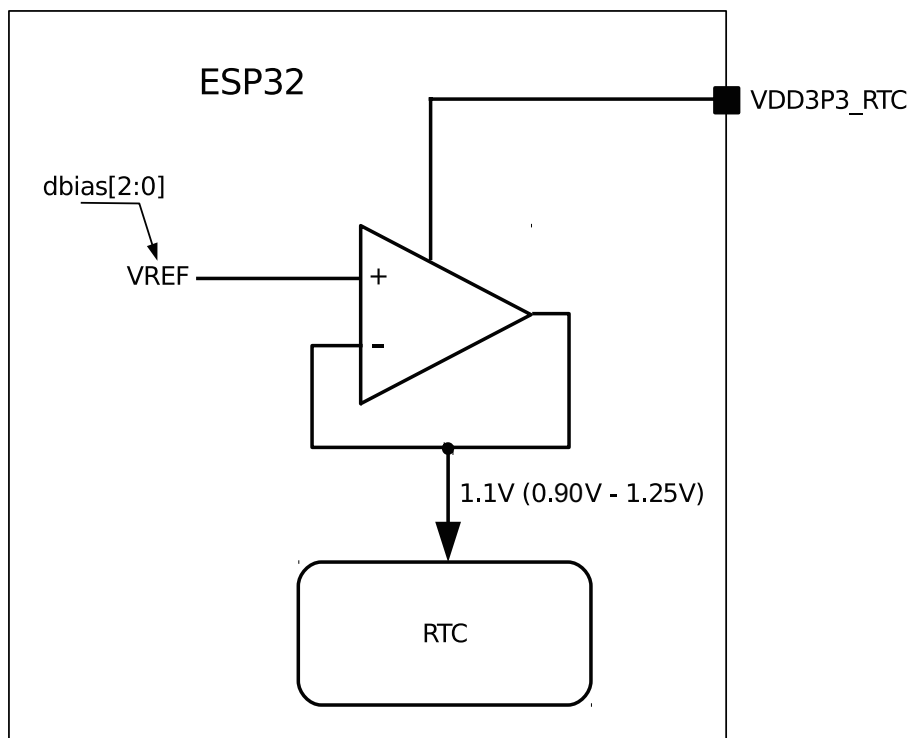 ESP32
VDD3P3_RTC
dbias[2:0]
VREF
+
-
1.1V (0.90V - 1.25V)
RTC